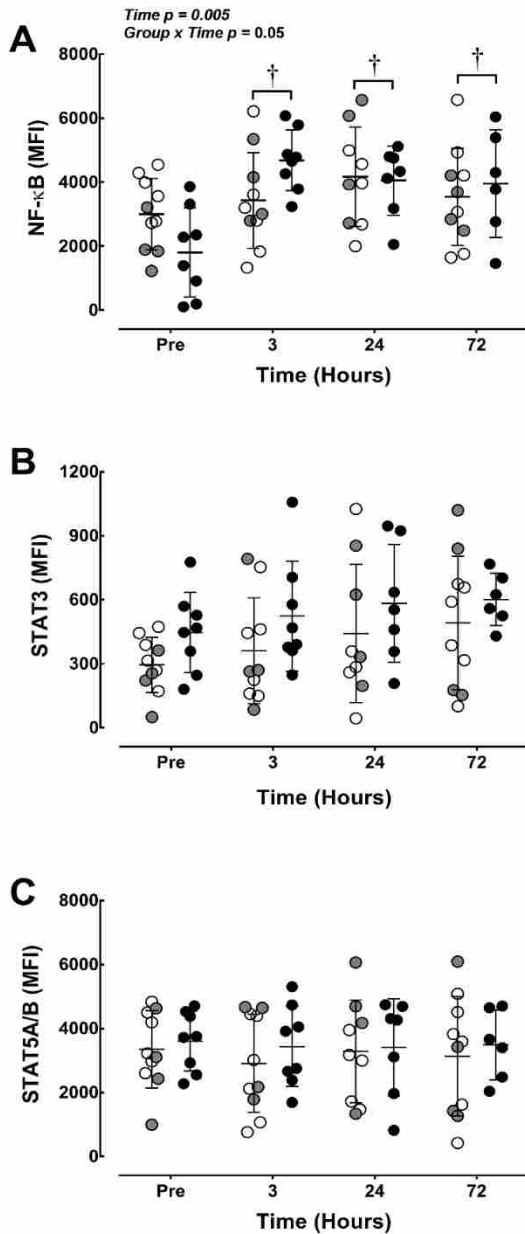 Time p = 0.005
Group x Time p = 0.05
A
NF-κB (MFI)
8000
6000
4000
2000
0
† † †
Pre 3 24 72
Time (Hours)
B
STAT3 (MFI)
1200
900
600
300
0
Pre 3 24 72
Time (Hours)
C
STAT5A/B (MFI)
8000
6000
4000
2000
0
Pre 3 24 72
Time (Hours)